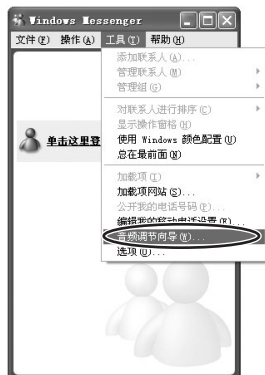 Windows Messenger
文件(F) 操作(A) 工具(T) 帮助(H)
添加联系人(A)...
管理联系人(M)
管理组(G)
对联系人进行排序(C)
显示操作窗格(H)
使用 Windows 颜色配置(U)
总在最前面(N)
单击这里登
加载项(I)
加载项网站(S)...
公开我的电话号码(P)...
编辑我的移动电话设置(E)...
音频调节向导(W)...
选项(O)...